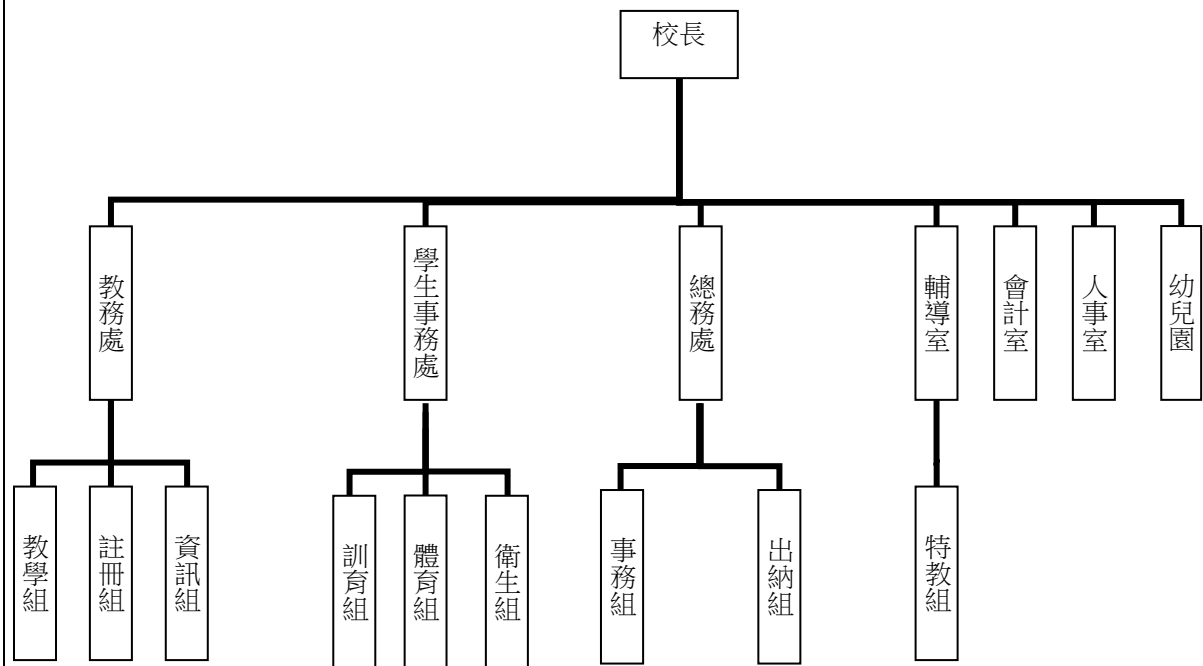 校長
教務處
學生事務處
總務處
輔導室
會計室
人事室
幼兒園
教學組
註冊組
資訊組
訓育組
體育組
衛生組
事務組
出納組
特教組